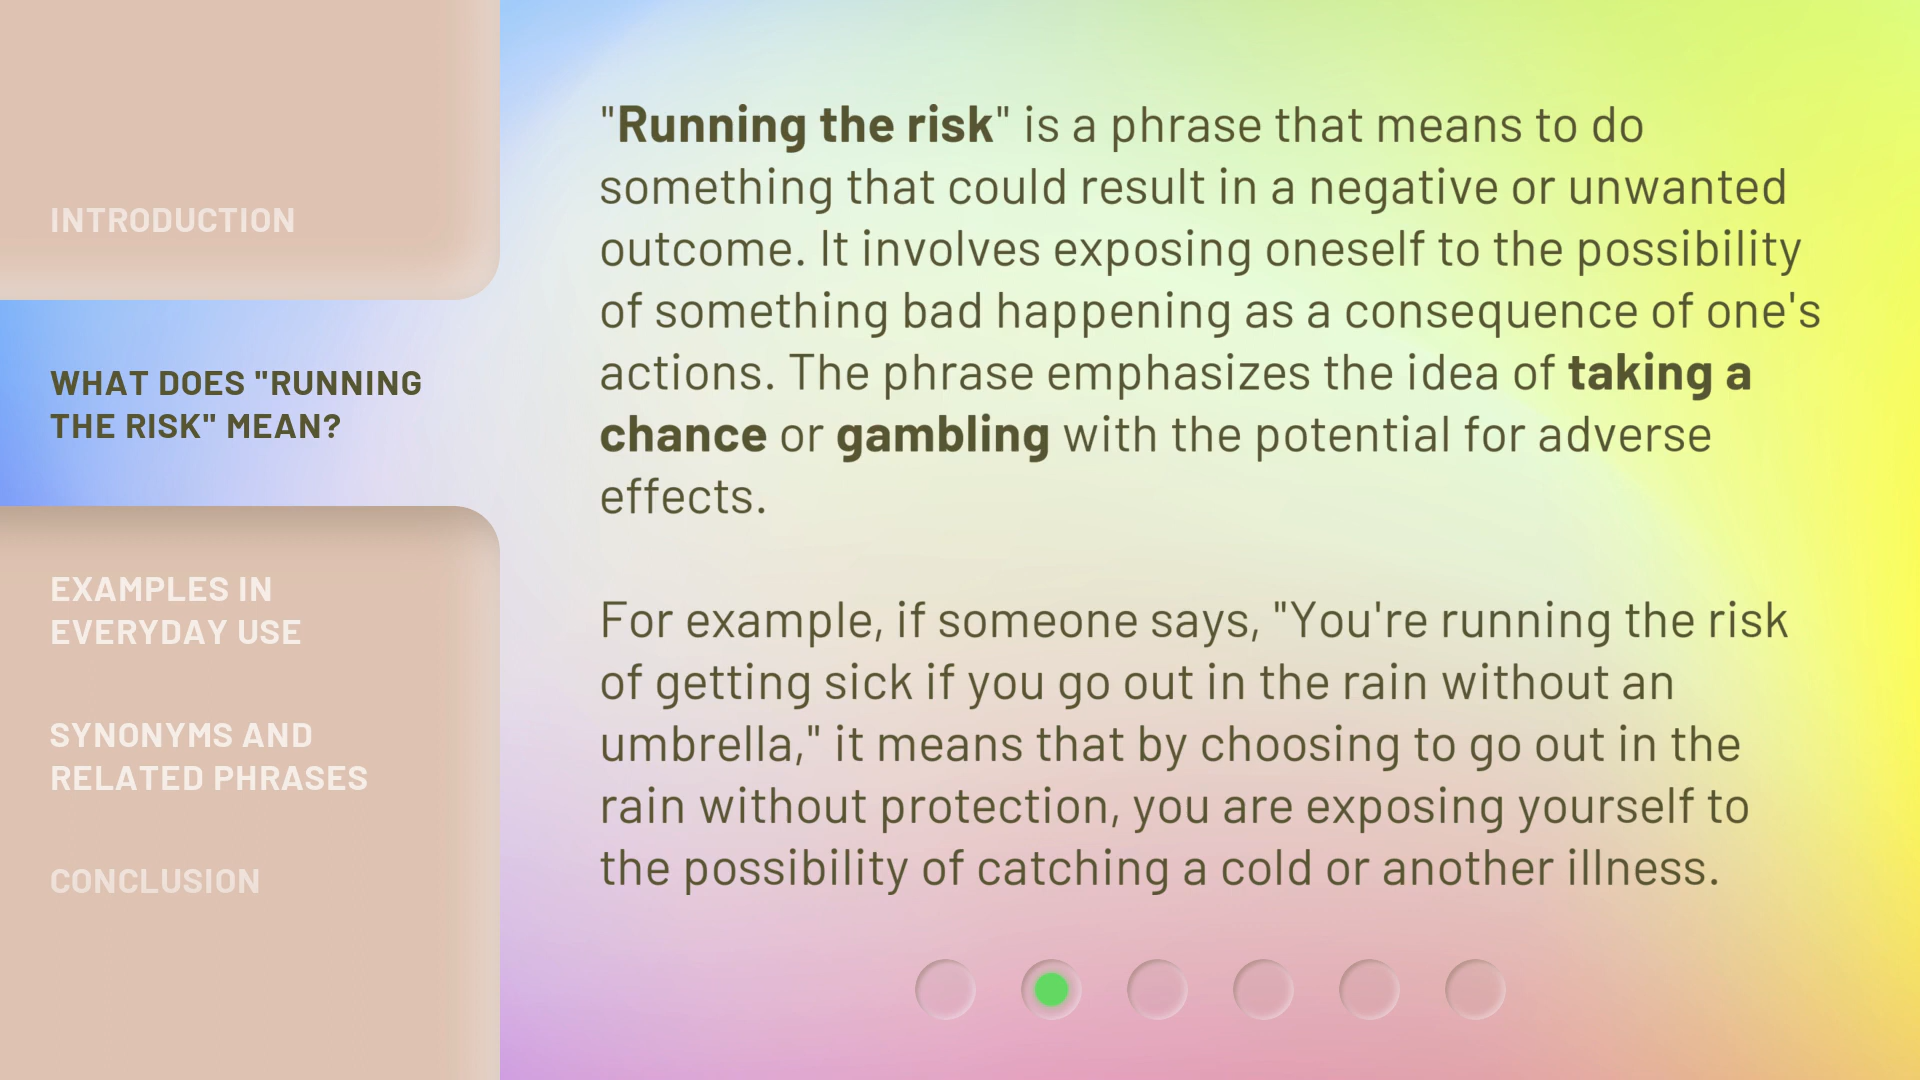 INTRODUCTION
WHAT DOES "RUNNING
THE RISK" MEAN?
EXAMPLES IN
EVERYDAY USE
SYNONYMS AND
RELATED PHRASES
CONCLUSION
"Running the risk" is a phrase that means to do
something that could result in a negative or unwanted
outcome. It involves exposing oneself to the possibility
of something bad happening as a consequence of one's
actions. The phrase emphasizes the idea of taking a
chance or gambling with the potential for adverse
effects.
For example, if someone says, "You're running the risk
of getting sick if you go out in the rain without an
umbrella," it means that by choosing to go out in the
rain without protection, you are exposing yourself to
the possibility of catching a cold or another illness.